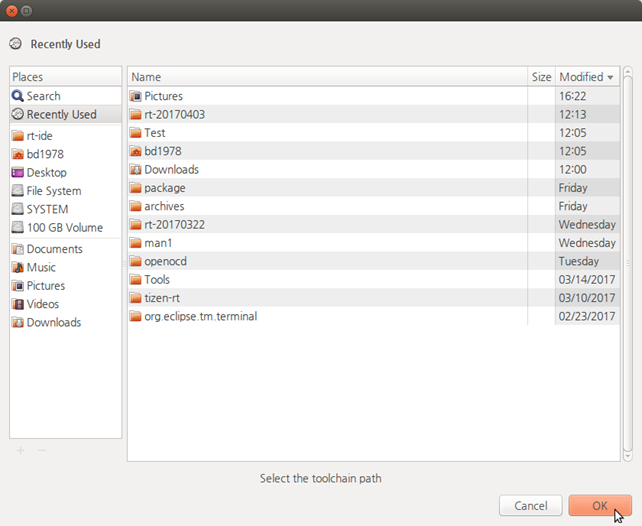 Recently Used
Places
Search
Recently Used
rt-ide
bd1978
Desktop
File System
SYSTEM
100 GB Volume
Documents
Music
Pictures
Videos
Downloads
Name Size Modified
Pictures 16:22
rt-20170403 12:13
Test 12:05
bd1978 12:05
Downloads 12:00
package Friday
archives Friday
rt-20170322 Wednesday
man1 Wednesday
openocd Tuesday
Tools 03/14/2017
tizen-rt 03/10/2017
org.eclipse.tm.terminal 02/23/2017
Select the toolchain path
Cancel OK